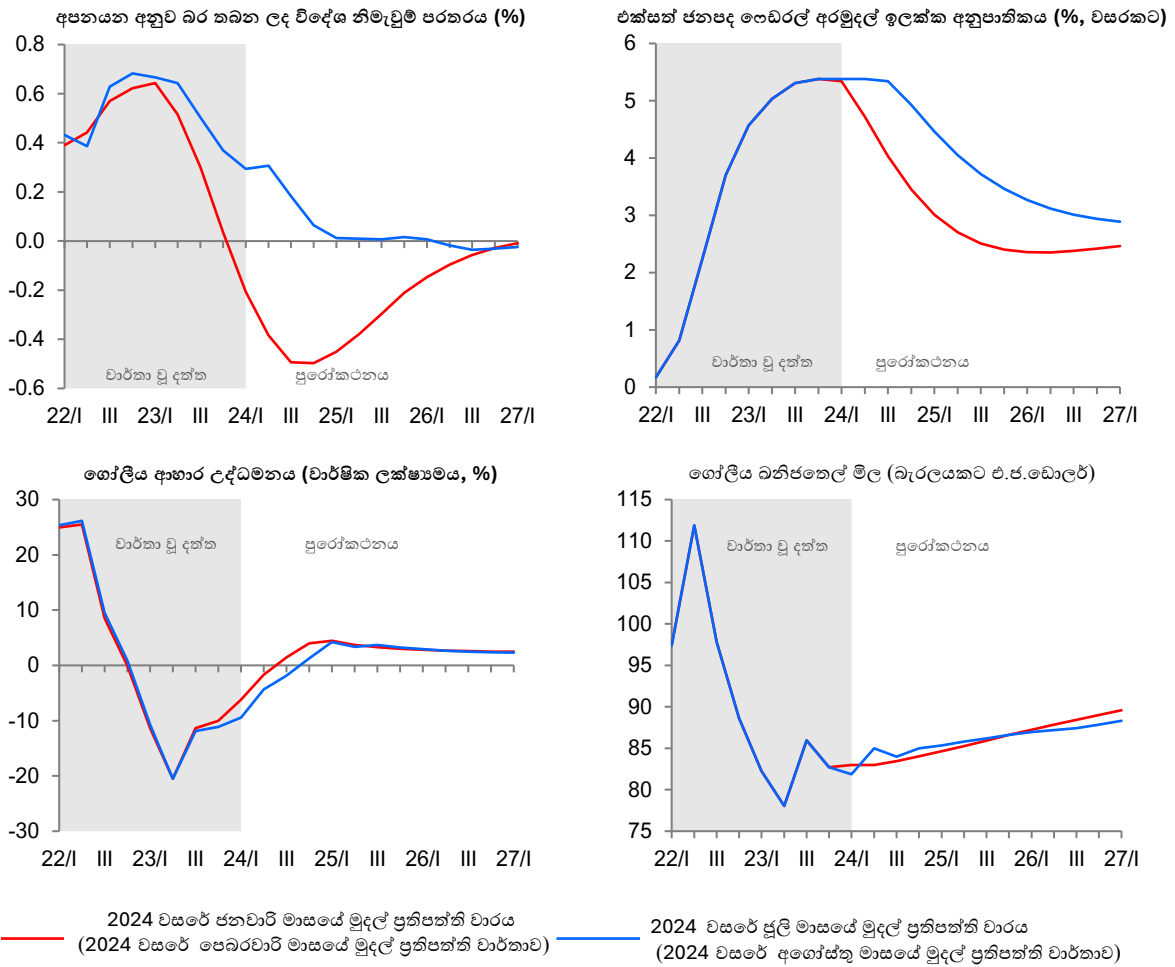 අපනයන අනුව බර තබන ලද විදේශ නිමැවුම් පරතරය (%)
0.8
0.6
0.4
0.2
0.0
-0.2
-0.4
-0.6
වාර්තා වූ දත්ත
පුරෝකථනය
22/I III 23/I III 24/I III 25/I III 26/I III 27/I
එක්සත් ජනපද ෆෙඩරල් අරමුදල් ඉලක්ක අනුපාතිකය (%, වසරකට)
6
5
4
3
2
1
0
වාර්තා වූ දත්ත
පුරෝකථනය
22/I III 23/I III 24/I III 25/I III 26/I III 27/I
ගෝලීය ආහාර උද්ධමනය (වාර්ෂික ලක්ෂ්‍යමය, %)
30
20
10
0
-10
-20
-30
වාර්තා වූ දත්ත
පුරෝකථනය
22/I III 23/I III 24/I III 25/I III 26/I III 27/I
ගෝලීය ඛනිජතෙල් මිල (බැරලයකට එ.ජ.ඩොලර්)
115
110
105
100
95
90
85
80
75
වාර්තා වූ දත්ත
පුරෝකථනය
22/I III 23/I III 24/I III 25/I III 26/I III 27/I
2024 වසරේ ජනවාරි මාසයේ මුදල් ප්‍රතිපත්ති වාරය
(2024 වසරේ පෙබරවාරි මාසයේ මුදල් ප්‍රතිපත්ති වාර්තාව)
2024 වසරේ ජූලි මාසයේ මුදල් ප්‍රතිපත්ති වාරය
(2024 වසරේ අගෝස්තු මාසයේ මුදල් ප්‍රතිපත්ති වාර්තාව)